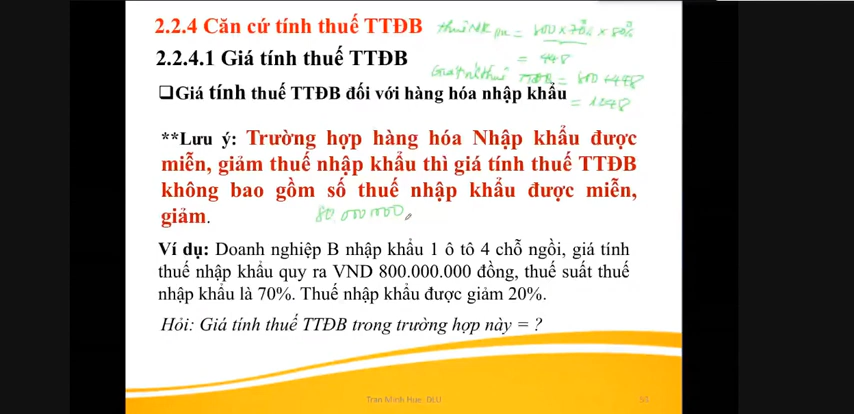 2.2.4 Căn cứ tính thuế TTĐB
thuế NK pn = 800 x 70% x 80%
= 448
2.2.4.1 Giá tính thuế TTĐB
Giá tính thuế TTĐB = 800 + 448
= 1248
❑Giá tính thuế TTĐB đối với hàng hóa nhập khẩu
**Lưu ý: Trường hợp hàng hóa Nhập khẩu được
miễn, giảm thuế nhập khẩu thì giá tính thuế TTĐB
không bao gồm số thuế nhập khẩu được miễn,
giảm.
80 000 000
Ví dụ: Doanh nghiệp B nhập khẩu 1 ô tô 4 chỗ ngồi, giá tính
thuế nhập khẩu quy ra VND 800.000.000 đồng, thuế suất thuế
nhập khẩu là 70%. Thuế nhập khẩu được giảm 20%.
Hỏi: Giá tính thuế TTĐB trong trường hợp này = ?
Tran Minh Hue: DLU